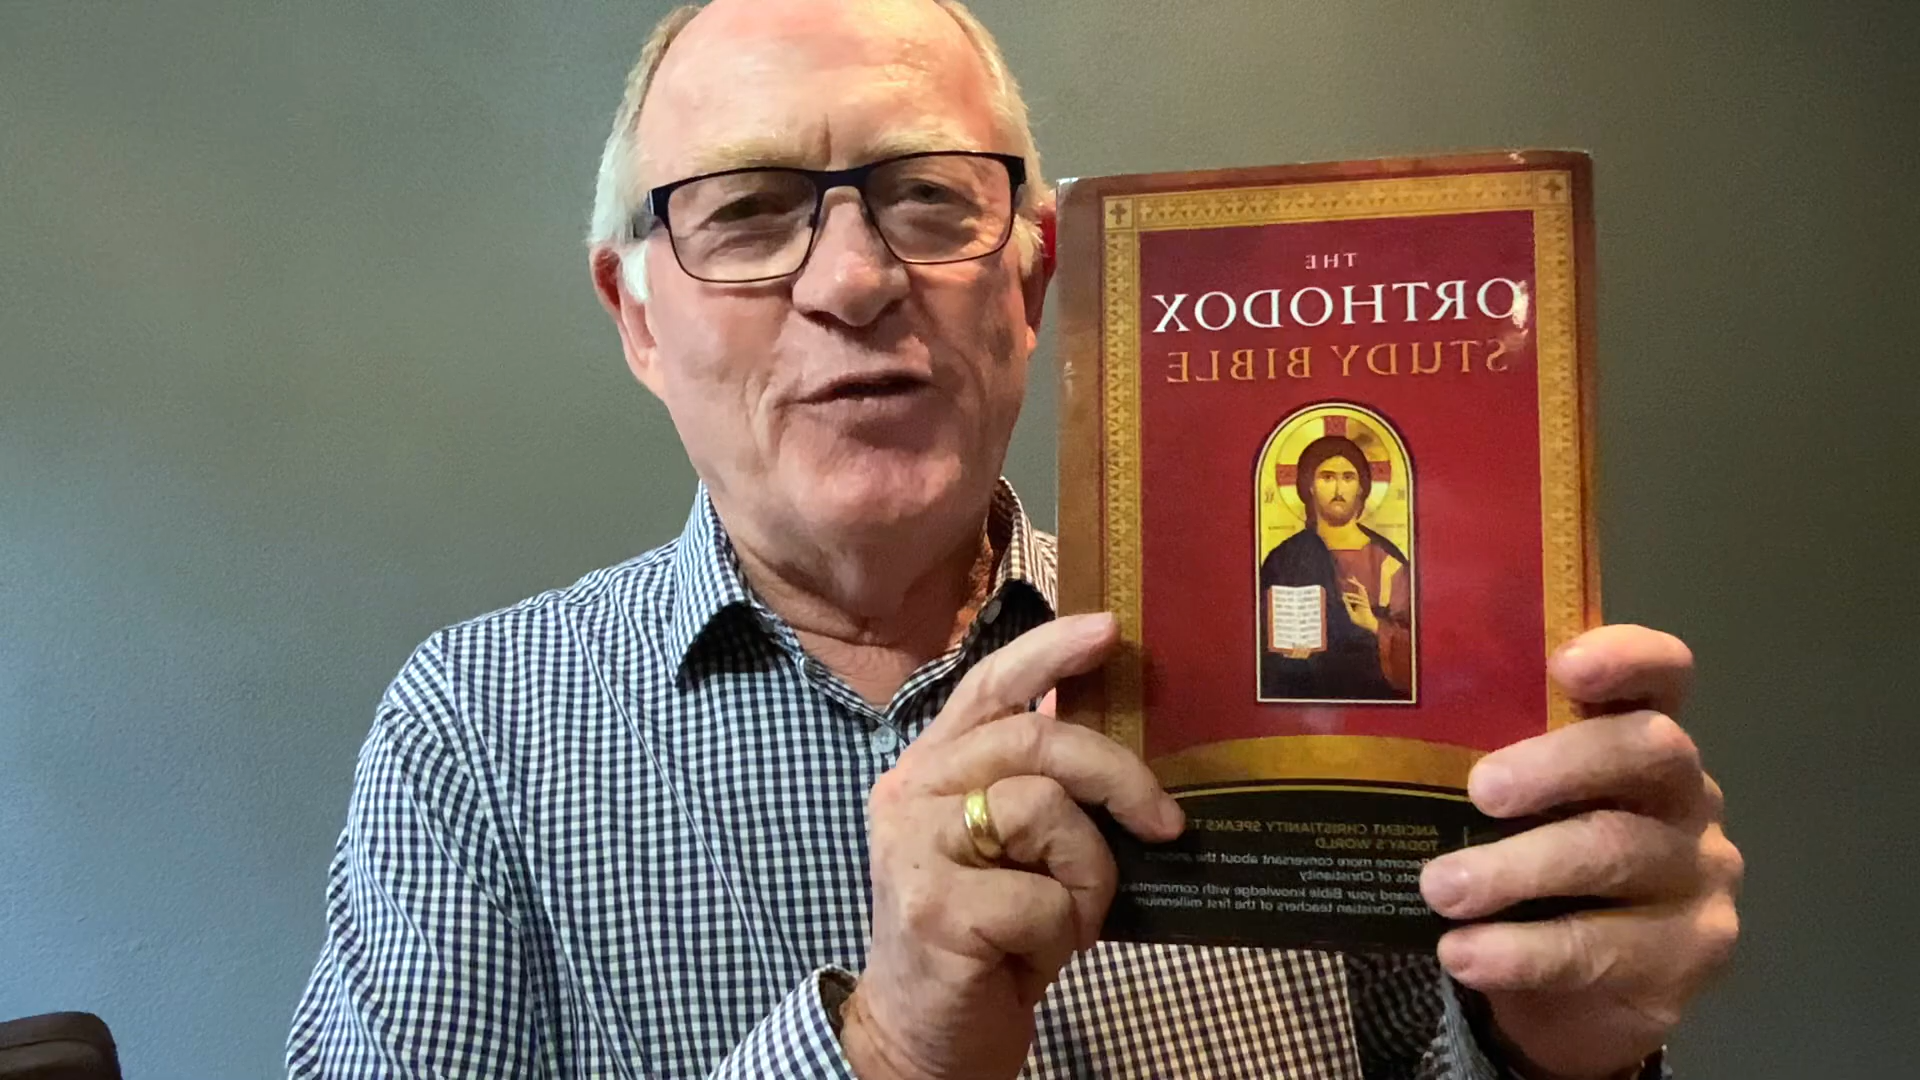 THE
ORTHODOX
STUDY BIBLE
ANCIENT CHRISTIANITY SPEAKS
TODAY'S WORLD
Become more conversant about the
of Christianity
your Bible knowledge with
from Christian teachers of the first millennium